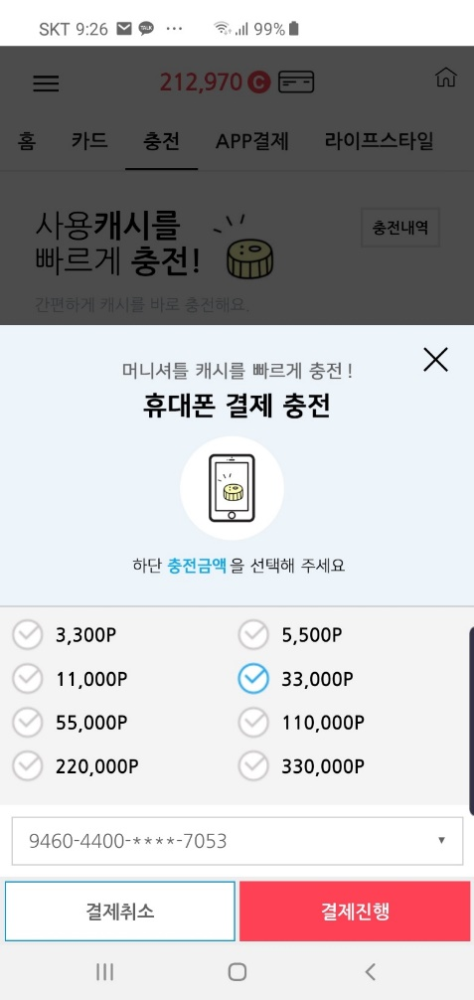 SKT 9:26 TALK ··· 99%
212,970 C
홈 카드 충전 APP결제 라이프스타일
사용캐시를
빠르게 충전!
충전내역
간편하게 캐시를 바로 충전해요.
머니셔틀 캐시를 빠르게 충전 !
휴대폰 결제 충전
하단 충전금액을 선택해 주세요
3,300P 5,500P
11,000P 33,000P
55,000P 110,000P
220,000P 330,000P
9460-4400-****-7053
결제취소 결제진행